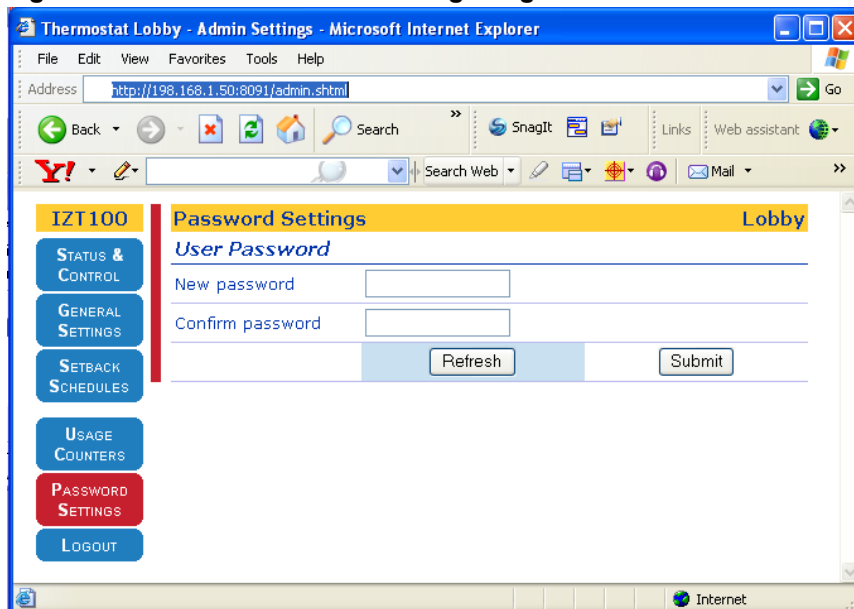 Thermostat Lobby - Admin Settings - Microsoft Internet Explorer
File Edit View Favorites Tools Help
Address http://198.168.1.50:8091/admin.shtml Go
Back Search » SnagIt Links Web assistant
Y! Search Web Mail »
IZT100 Password Settings Lobby
STATUS & CONTROL
User Password
New password
GENERAL SETTINGS
Confirm password
Refresh Submit
SETBACK SCHEDULES
USAGE COUNTERS
PASSWORD SETTINGS
LOGOUT
Internet